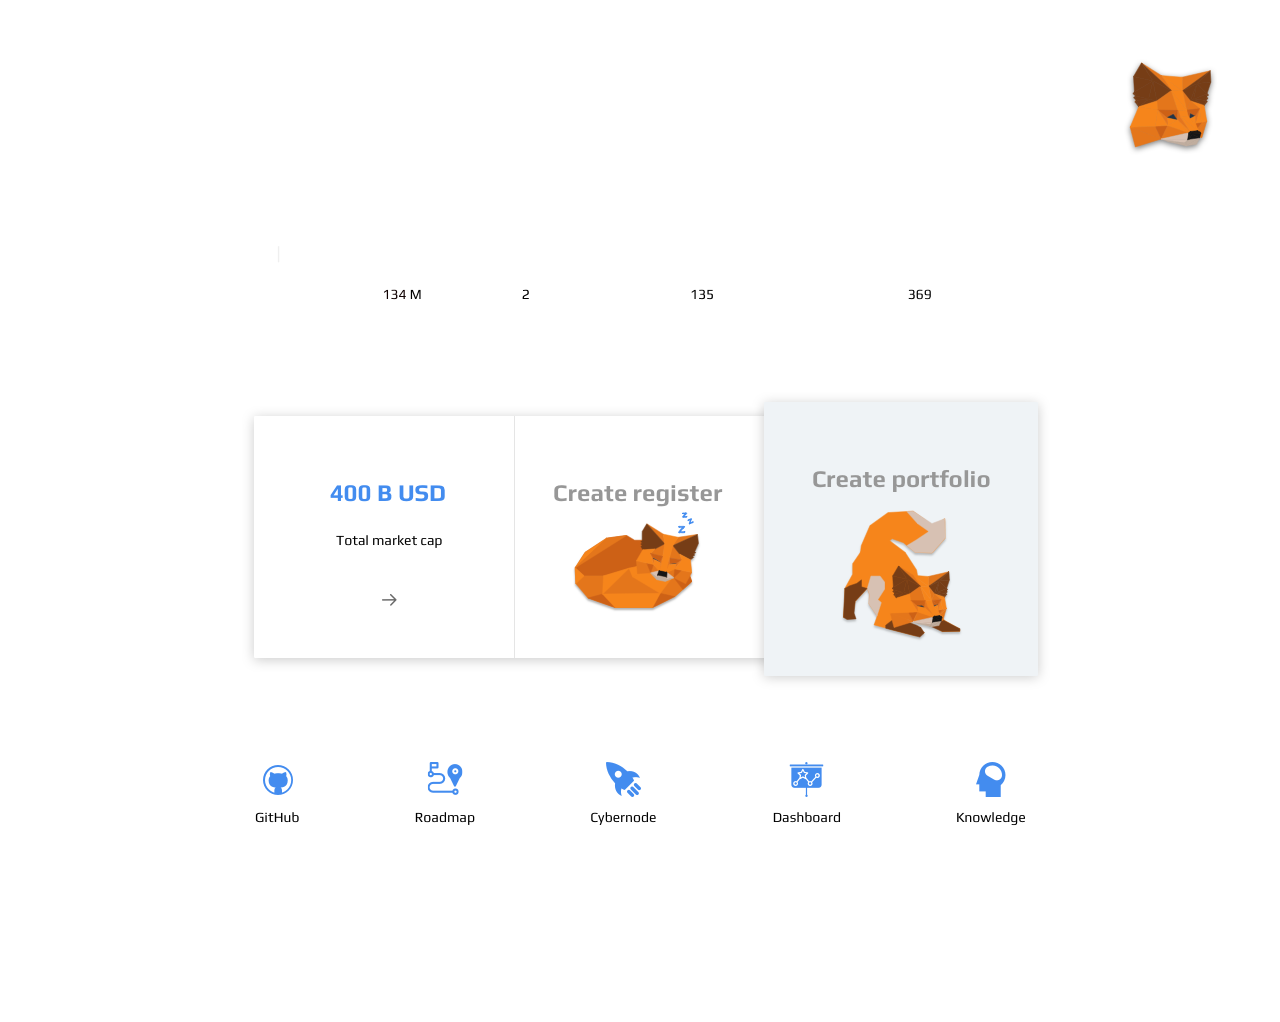 134 M 2 135 369
400 B USD
Total market cap
Create register
z z z
Create portfolio
GitHub Roadmap Cybernode Dashboard Knowledge